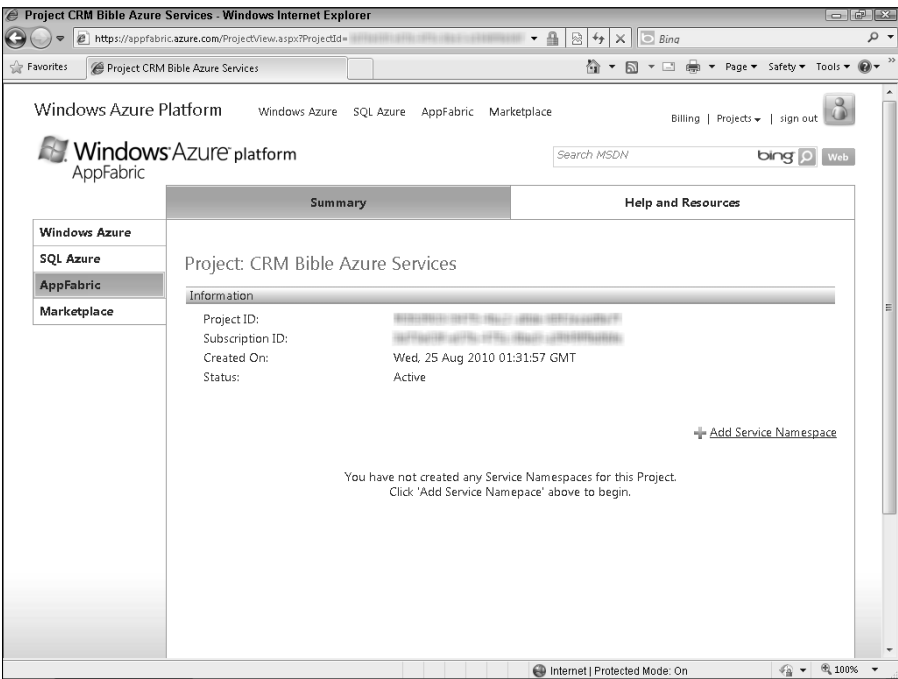 Project CRM Bible Azure Services - Windows Internet Explorer
https://appfabric.azure.com/ProjectView.aspx?ProjectId=
Bing
Favorites
Project CRM Bible Azure Services
Page
Safety
Tools
Windows Azure Platform
Windows Azure
SQL Azure
AppFabric
Marketplace
Billing | Projects | sign out
Windows Azure platform
AppFabric
Search MSDN
bing
Web
Summary
Help and Resources
Windows Azure
SQL Azure
AppFabric
Marketplace
Project: CRM Bible Azure Services
Information
Project ID:
Subscription ID:
Created On: Wed, 25 Aug 2010 01:31:57 GMT
Status: Active
Add Service Namespace
You have not created any Service Namespaces for this Project.
Click 'Add Service Namepace' above to begin.
Internet | Protected Mode: On
100%